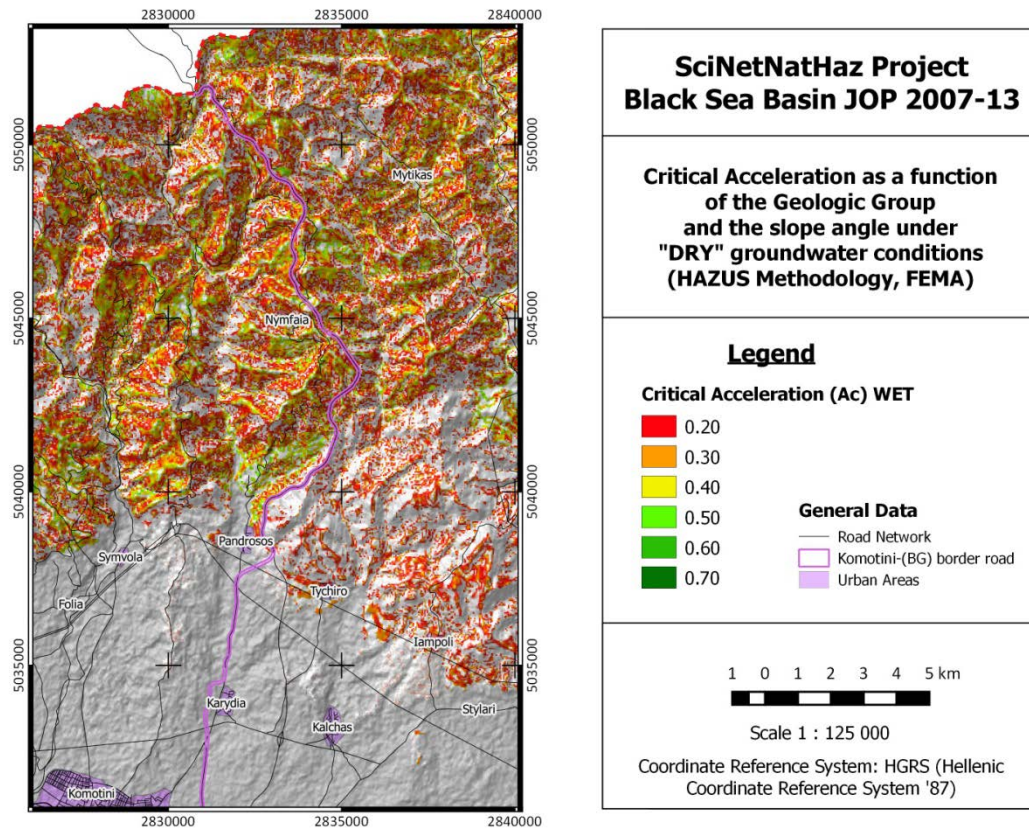 2830000
2835000
2840000
5050000
5050000
Mytikas
5045000
Nymfaia
5045000
5040000
5040000
Pandrosos
Symvola
Tychiro
Folia
Iampoli
5035000
5035000
Karydia
Stylari
Kalchas
Komotini
2830000
2835000
2840000
SciNetNatHaz Project
Black Sea Basin JOP 2007-13
Critical Acceleration as a function
of the Geologic Group
and the slope angle under
"DRY" groundwater conditions
(HAZUS Methodology, FEMA)
Legend
Critical Acceleration (Ac) WET
0.20
0.30
0.40
0.50
0.60
0.70
General Data
Road Network
Komotini-(BG) border road
Urban Areas
1 0 1 2 3 4 5 km
Scale 1 : 125 000
Coordinate Reference System: HGRS (Hellenic
Coordinate Reference System '87)